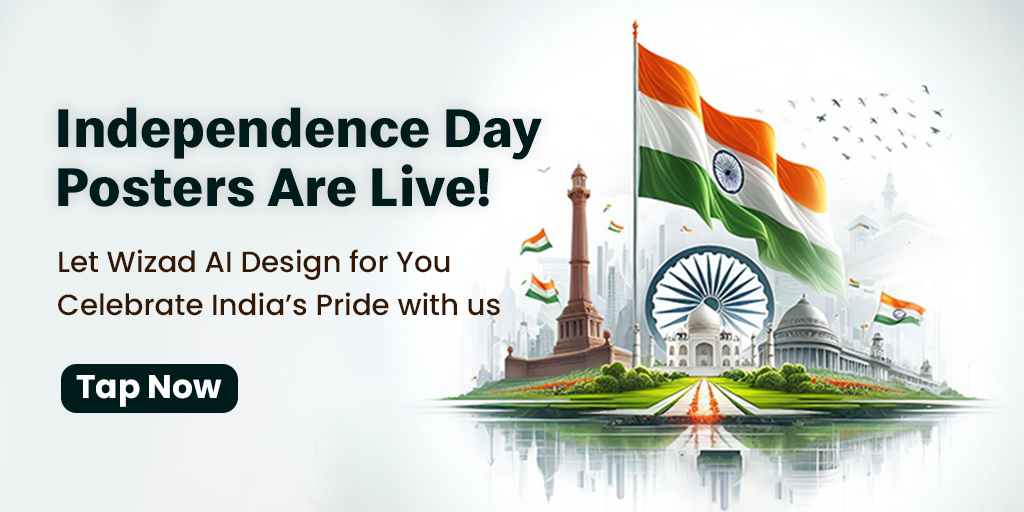 Independence Day
Posters Are Live!
Let Wizad AI Design for You
Celebrate India’s Pride with us
Tap Now